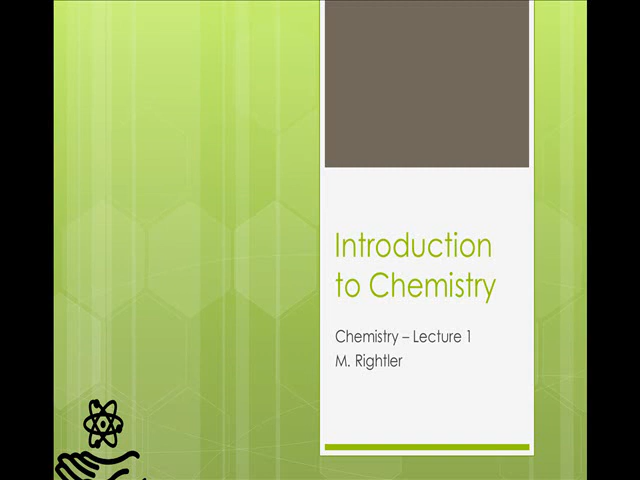 Introduction
to Chemistry
Chemistry – Lecture 1
M. Rightler